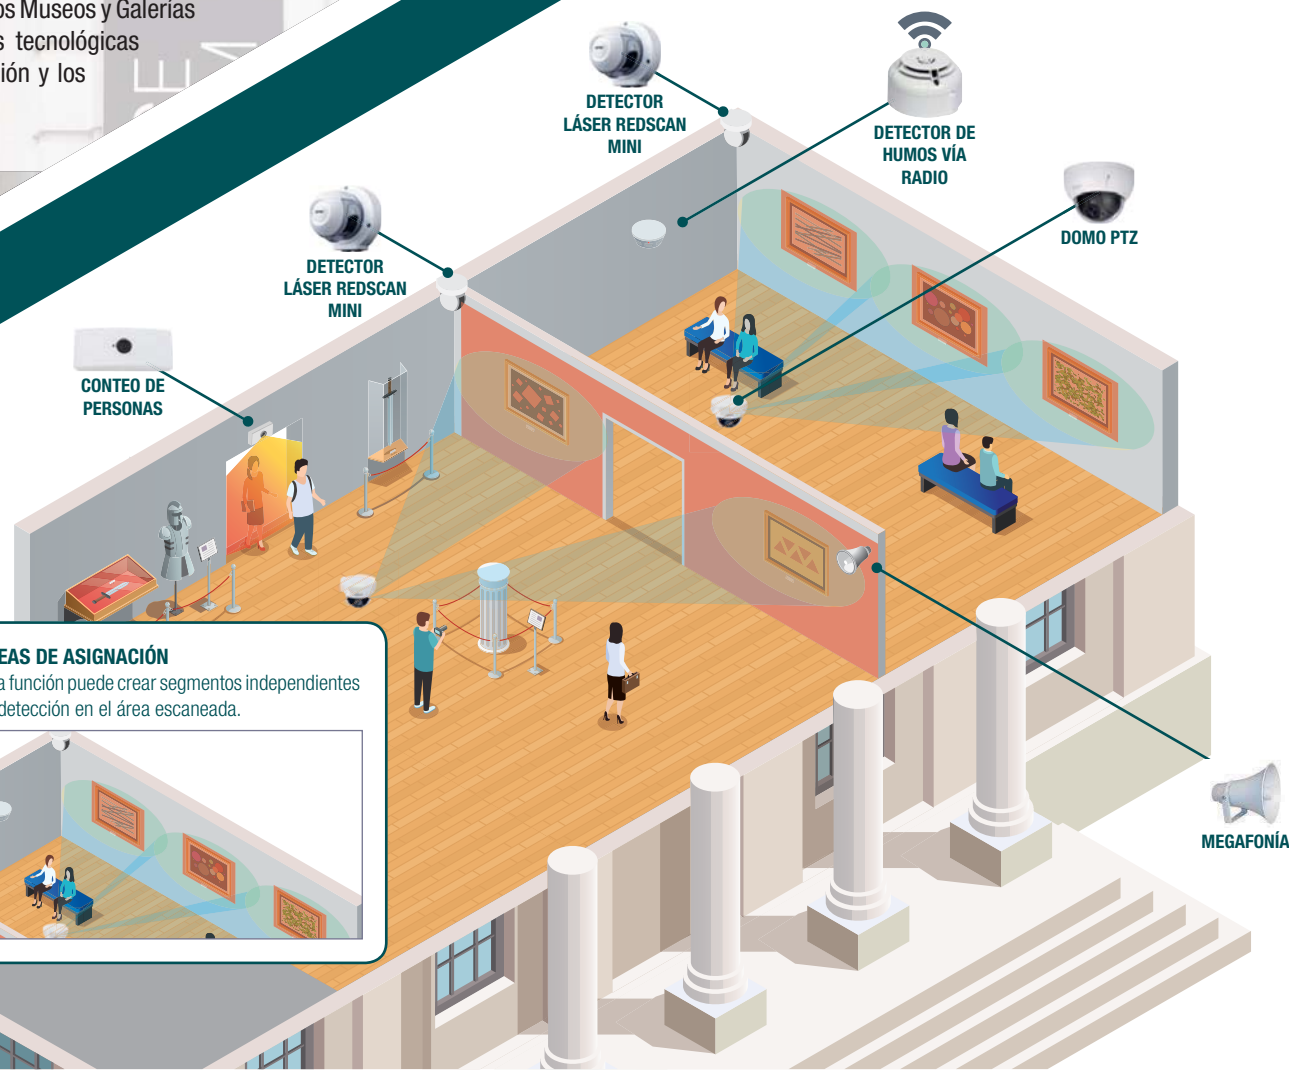 os Museos y Galerías
s tecnológicas
ión y los
DETECTOR
LÁSER REDSCAN
MINI
DETECTOR DE
HUMOS VÍA
RADIO
DOMO PTZ
DETECTOR
LÁSER REDSCAN
MINI
CONTEO DE
PERSONAS
EAS DE ASIGNACIÓN
a función puede crear segmentos independientes
detección en el área escaneada.
MEGAFONÍA